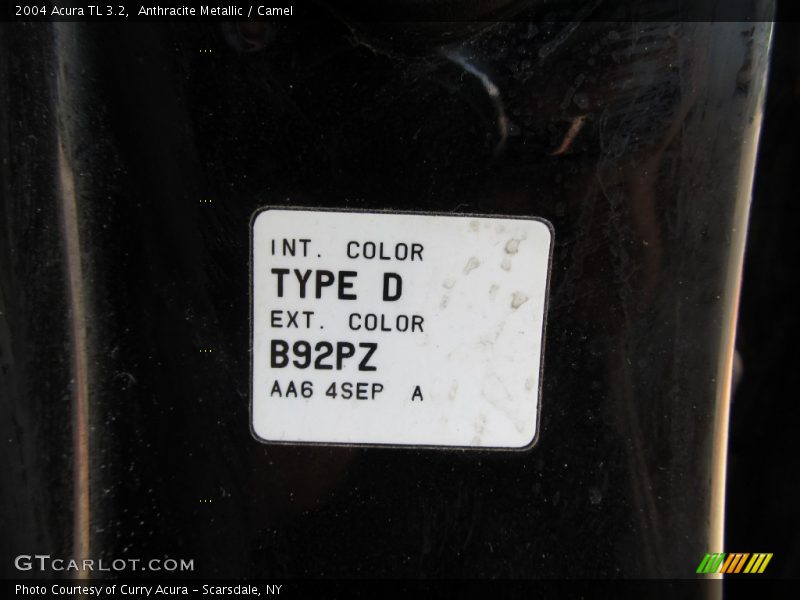 2004 Acura TL 3.2,  Anthracite Metallic / Camel
INT. COLOR
TYPE D
EXT. COLOR
B92PZ
AA6 4SEP A
GTCARLOT.COM
Photo Courtesy of Curry Acura - Scarsdale, NY